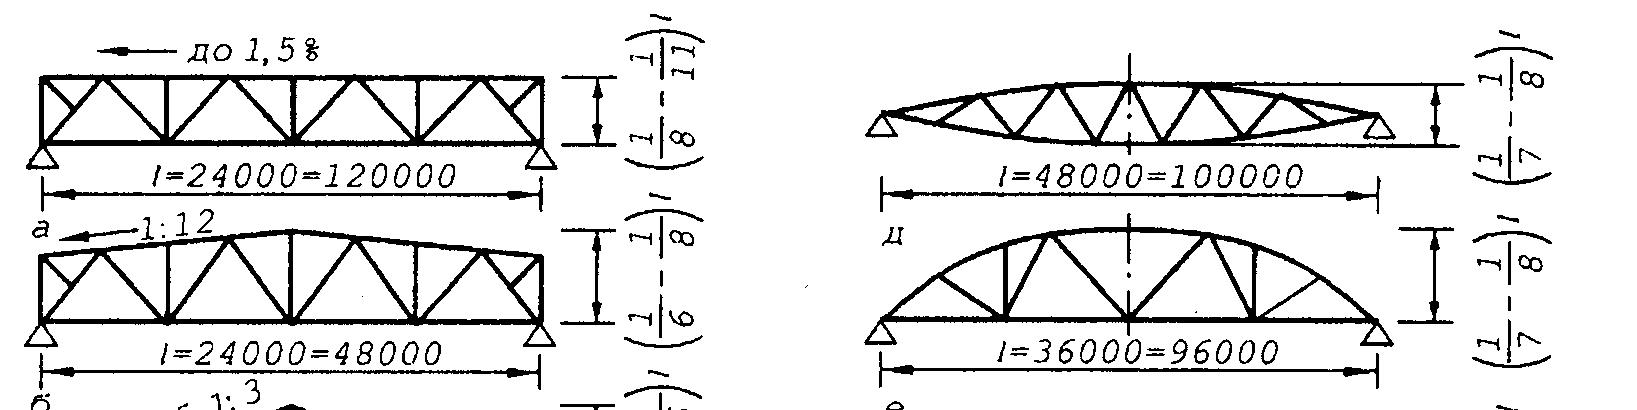 до 1,5%
(1/8 - 1/11) l
l=24000=120000
а
1:12
(1/6 - 1/8) l
l=24000=48000
б
1:3
(1/7 - 1/8) l
l=48000=100000
д
(1/7 - 1/8) l
l=36000=96000
е